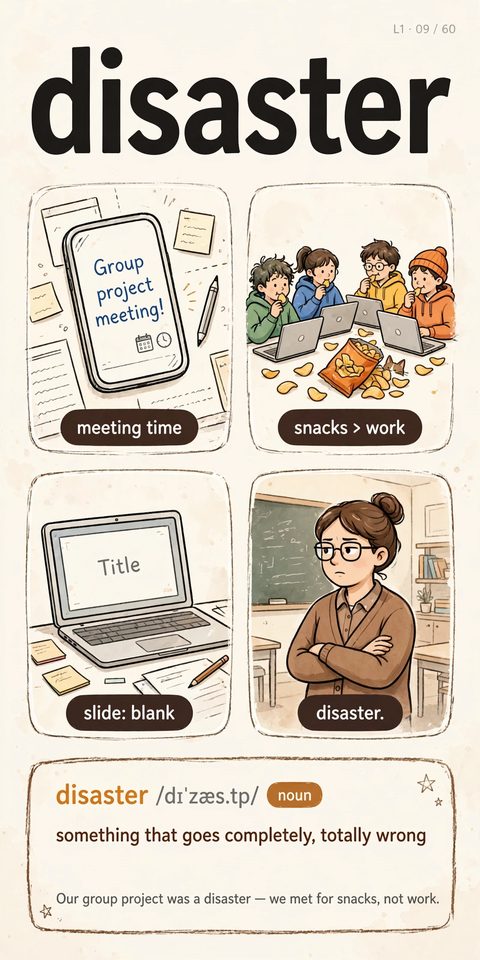 L1 · 09 / 60
disaster
Group
project
meeting!
meeting time
snacks > work
Title
slide: blank
disaster.
disaster /dɪˈzæs.tp/ noun
something that goes completely, totally wrong
Our group project was a disaster — we met for snacks, not work.